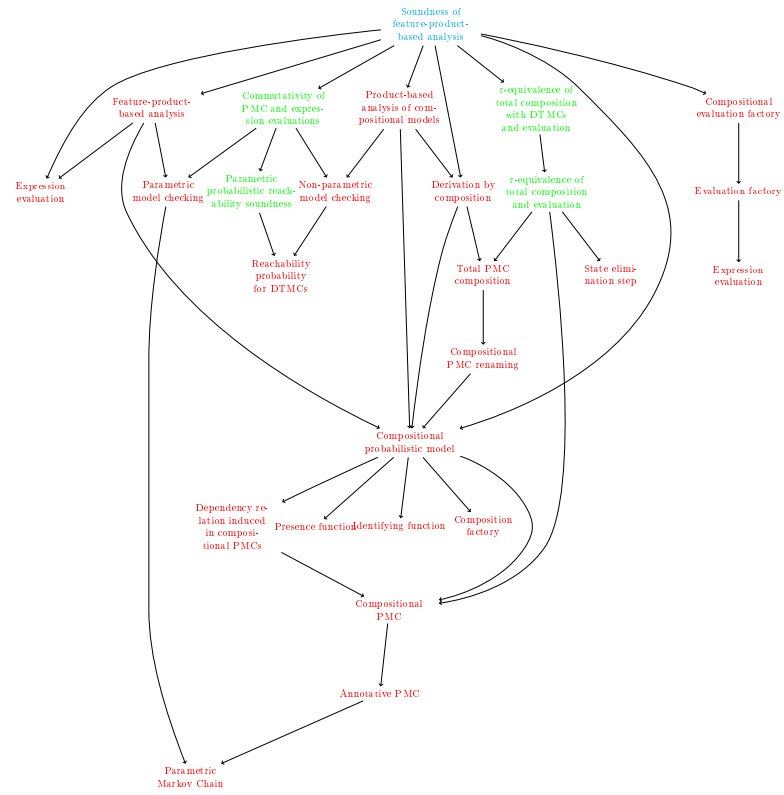 Soundness of
feature-product-
based analysis
Feature-product-
based analysis
Commutativity of
PMC and expres-
sion evaluations
Product-based
analysis of com-
positional models
r-equivalence of
total composition
with DTMCs
and evaluation
Compositional
evaluation factory
Expression
evaluation
Parametric
model checking
Parametric
probabilistic reach-
ability soundness
Non-parametric
model checking
Derivation by
composition
r-equivalence of
total composition
and evaluation
Evaluation factory
Reachability
probability
for DTMCs
Total PMC
composition
State elimi-
nation step
Expression
evaluation
Compositional
PMC renaming
Compositional
probabilistic model
Dependency re-
lation induced
in composi-
tional PMCs
Presence function
Identifying function
Composition
factory
Compositional
PMC
Annotative PMC
Parametric
Markov Chain